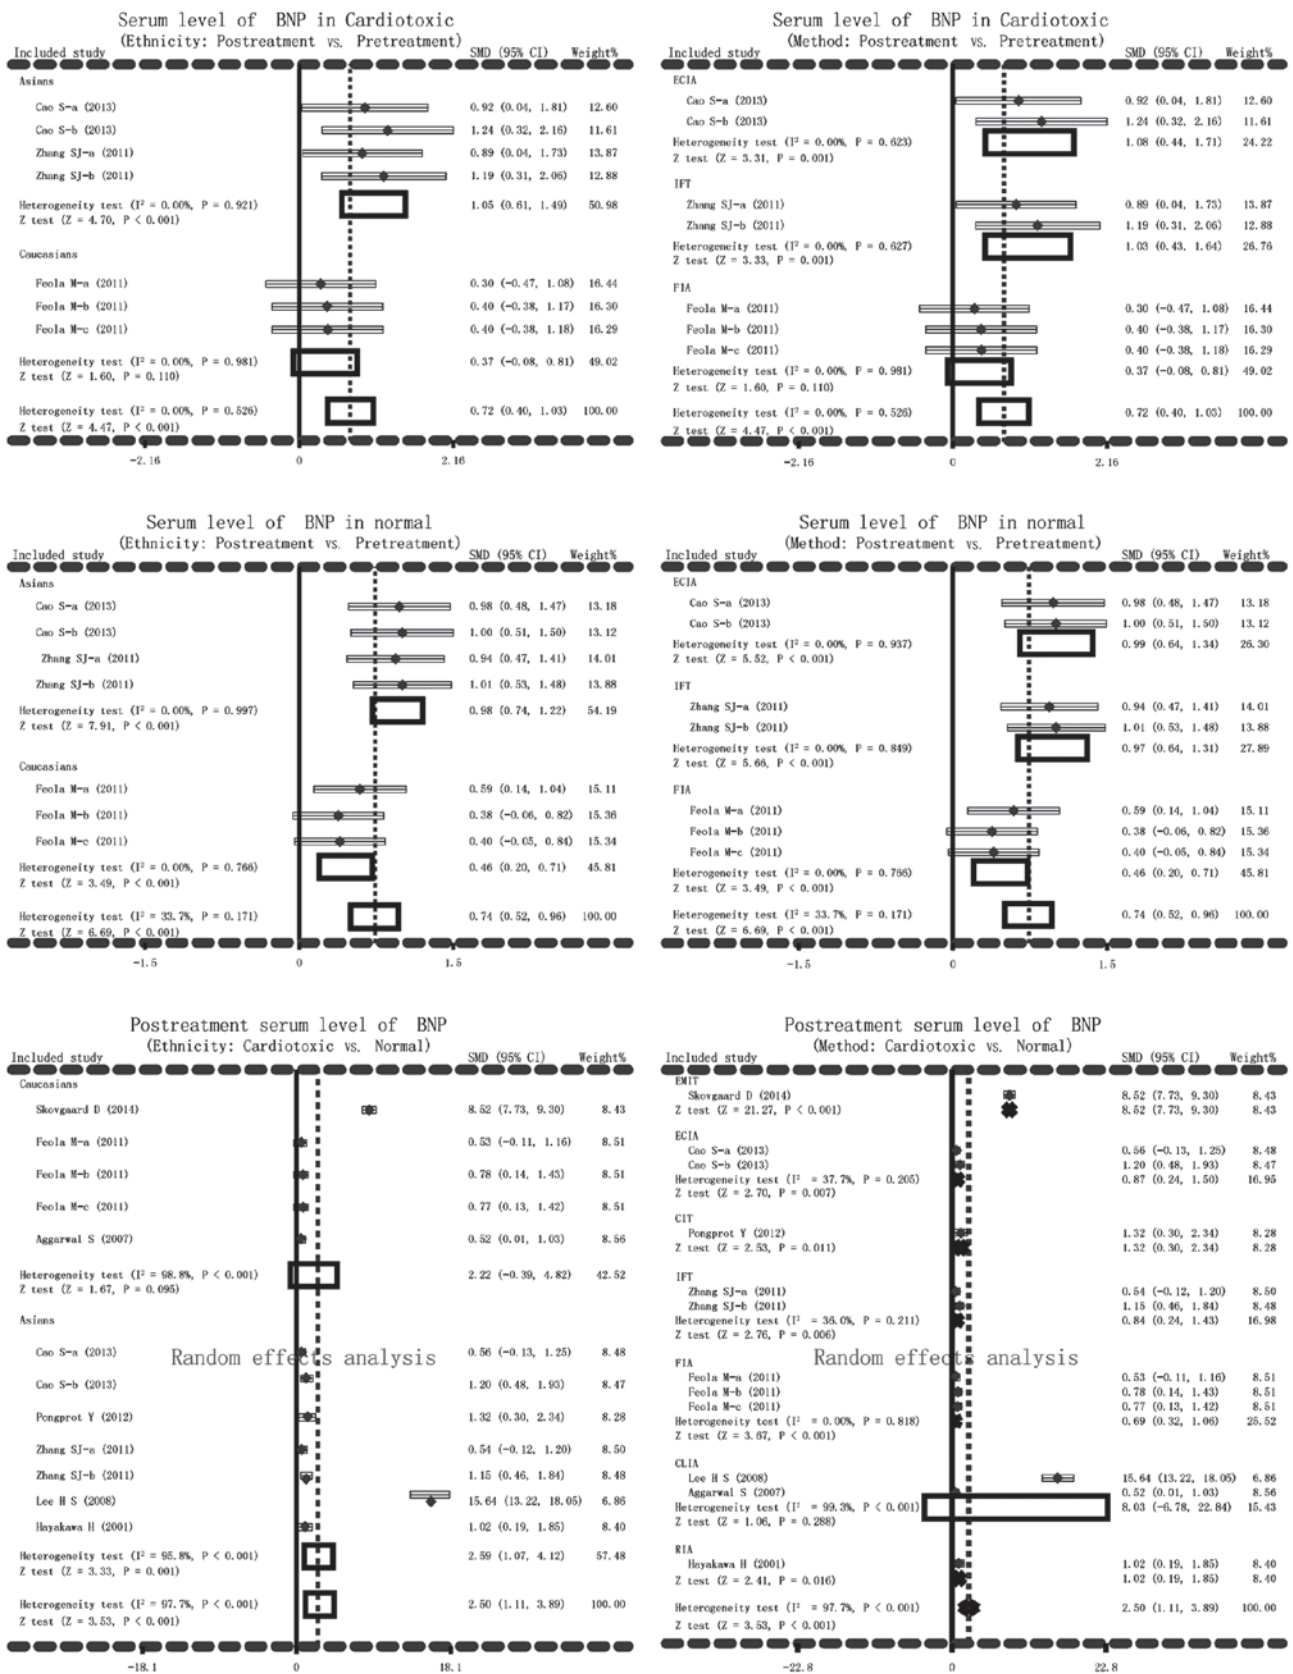 Serum level of BNP in Cardiotoxic
(Ethnicity: Postreatment vs. Pretreatment)
Included study SMD (95% CI) Weight%
Asians
Cao S-a (2013) 0.92 (0.04, 1.81) 12.60
Cao S-b (2013) 1.24 (0.32, 2.16) 11.61
Zhang SJ-a (2011) 0.89 (0.04, 1.73) 13.87
Zhang SJ-b (2011) 1.19 (0.31, 2.06) 12.88
Heterogeneity test (I² = 0.00%, P = 0.921) 1.05 (0.61, 1.49) 50.98
Z test (Z = 4.70, P < 0.001)
Caucasians
Feola M-a (2011) 0.30 (-0.47, 1.08) 16.44
Feola M-b (2011) 0.40 (-0.38, 1.17) 16.30
Feola M-c (2011) 0.40 (-0.38, 1.18) 16.29
Heterogeneity test (I² = 0.00%, P = 0.981) 0.37 (-0.08, 0.81) 49.02
Z test (Z = 1.60, P = 0.110)
Heterogeneity test (I² = 0.00%, P = 0.526) 0.72 (0.40, 1.03) 100.00
Z test (Z = 4.47, P < 0.001)
-2.16 0 2.16
Serum level of BNP in Cardiotoxic
(Method: Postreatment vs. Pretreatment)
Included study SMD (95% CI) Weight%
ECIA
Cao S-a (2013) 0.92 (0.04, 1.81) 12.60
Cao S-b (2013) 1.24 (0.32, 2.16) 11.61
Heterogeneity test (I² = 0.00%, P = 0.623) 1.08 (0.44, 1.71) 24.22
Z test (Z = 3.31, P = 0.001)
IFT
Zhang SJ-a (2011) 0.89 (0.04, 1.73) 13.87
Zhang SJ-b (2011) 1.19 (0.31, 2.06) 12.88
Heterogeneity test (I² = 0.00%, P = 0.627) 1.03 (0.43, 1.64) 26.76
Z test (Z = 3.33, P = 0.001)
FIA
Feola M-a (2011) 0.30 (-0.47, 1.08) 16.44
Feola M-b (2011) 0.40 (-0.38, 1.17) 16.30
Feola M-c (2011) 0.40 (-0.38, 1.18) 16.29
Heterogeneity test (I² = 0.00%, P = 0.981) 0.37 (-0.08, 0.81) 49.02
Z test (Z = 1.60, P = 0.110)
Heterogeneity test (I² = 0.00%, P = 0.526) 0.72 (0.40, 1.03) 100.00
Z test (Z = 4.47, P < 0.001)
-2.16 0 2.16
Serum level of BNP in normal
(Ethnicity: Postreatment vs. Pretreatment)
Included study SMD (95% CI) Weight%
Asians
Cao S-a (2013) 0.98 (0.48, 1.47) 13.18
Cao S-b (2013) 1.00 (0.51, 1.50) 13.12
Zhang SJ-a (2011) 0.94 (0.47, 1.41) 14.01
Zhang SJ-b (2011) 1.01 (0.53, 1.48) 13.88
Heterogeneity test (I² = 0.00%, P = 0.997) 0.98 (0.74, 1.22) 54.19
Z test (Z = 7.91, P < 0.001)
Caucasians
Feola M-a (2011) 0.59 (0.14, 1.04) 15.11
Feola M-b (2011) 0.38 (-0.06, 0.82) 15.36
Feola M-c (2011) 0.40 (-0.05, 0.84) 15.34
Heterogeneity test (I² = 0.00%, P = 0.766) 0.46 (0.20, 0.71) 45.81
Z test (Z = 3.49, P < 0.001)
Heterogeneity test (I² = 33.7%, P = 0.171) 0.74 (0.52, 0.96) 100.00
Z test (Z = 6.69, P < 0.001)
-1.5 0 1.5
Serum level of BNP in normal
(Method: Postreatment vs. Pretreatment)
Included study SMD (95% CI) Weight%
ECIA
Cao S-a (2013) 0.98 (0.48, 1.47) 13.18
Cao S-b (2013) 1.00 (0.51, 1.50) 13.12
Heterogeneity test (I² = 0.00%, P = 0.937) 0.99 (0.64, 1.34) 26.30
Z test (Z = 5.52, P < 0.001)
IFT
Zhang SJ-a (2011) 0.94 (0.47, 1.41) 14.01
Zhang SJ-b (2011) 1.01 (0.53, 1.48) 13.88
Heterogeneity test (I² = 0.00%, P = 0.849) 0.97 (0.64, 1.31) 27.89
Z test (Z = 5.66, P < 0.001)
FIA
Feola M-a (2011) 0.59 (0.14, 1.04) 15.11
Feola M-b (2011) 0.38 (-0.06, 0.82) 15.36
Feola M-c (2011) 0.40 (-0.05, 0.84) 15.34
Heterogeneity test (I² = 0.00%, P = 0.766) 0.46 (0.20, 0.71) 45.81
Z test (Z = 3.49, P < 0.001)
Heterogeneity test (I² = 33.7%, P = 0.171) 0.74 (0.52, 0.96) 100.00
Z test (Z = 6.69, P < 0.001)
-1.5 0 1.5
Postreatment serum level of BNP
(Ethnicity: Cardiotoxic vs. Normal)
Included study SMD (95% CI) Weight%
Caucasians
Skovgaard D (2014) 8.52 (7.73, 9.30) 8.43
Feola M-a (2011) 0.53 (-0.11, 1.16) 8.51
Feola M-b (2011) 0.78 (0.14, 1.43) 8.51
Feola M-c (2011) 0.77 (0.13, 1.42) 8.51
Aggarwal S (2007) 0.52 (0.01, 1.03) 8.56
Heterogeneity test (I² = 98.8%, P < 0.001) 2.22 (-0.39, 4.82) 42.52
Z test (Z = 1.67, P = 0.095)
Asians
Cao S-a (2013) 0.56 (-0.13, 1.25) 8.48
Random effects analysis
Cao S-b (2013) 1.20 (0.48, 1.93) 8.47
Pongprot Y (2012) 1.32 (0.30, 2.34) 8.28
Zhang SJ-a (2011) 0.54 (-0.12, 1.20) 8.50
Zhang SJ-b (2011) 1.15 (0.46, 1.84) 8.48
Lee H S (2008) 15.64 (13.22, 18.05) 6.86
Hayakawa H (2001) 1.02 (0.19, 1.85) 8.40
Heterogeneity test (I² = 95.8%, P < 0.001) 2.59 (1.07, 4.12) 57.48
Z test (Z = 3.33, P = 0.001)
Heterogeneity test (I² = 97.7%, P < 0.001) 2.50 (1.11, 3.89) 100.00
Z test (Z = 3.53, P < 0.001)
-18.1 0 18.1
Postreatment serum level of BNP
(Method: Cardiotoxic vs. Normal)
Included study SMD (95% CI) Weight%
EMIT
Skovgaard D (2014) 8.52 (7.73, 9.30) 8.43
Z test (Z = 21.27, P < 0.001) 8.52 (7.73, 9.30) 8.43
ECIA
Cao S-a (2013) 0.56 (-0.13, 1.25) 8.48
Cao S-b (2013) 1.20 (0.48, 1.93) 8.47
Heterogeneity test (I² = 37.7%, P = 0.205) 0.87 (0.24, 1.50) 16.95
Z test (Z = 2.70, P = 0.007)
CIT
Pongprot Y (2012) 1.32 (0.30, 2.34) 8.28
Z test (Z = 2.53, P = 0.011) 1.32 (0.30, 2.34) 8.28
IFT
Zhang SJ-a (2011) 0.54 (-0.12, 1.20) 8.50
Zhang SJ-b (2011) 1.15 (0.46, 1.84) 8.48
Heterogeneity test (I² = 36.0%, P = 0.211) 0.84 (0.24, 1.43) 16.98
Z test (Z = 2.76, P = 0.006)
Random effects analysis
FIA
Feola M-a (2011) 0.53 (-0.11, 1.16) 8.51
Feola M-b (2011) 0.78 (0.14, 1.43) 8.51
Feola M-c (2011) 0.77 (0.13, 1.42) 8.51
Heterogeneity test (I² = 0.00%, P = 0.818) 0.69 (0.32, 1.06) 25.52
Z test (Z = 3.67, P < 0.001)
CLIA
Lee H S (2008) 15.64 (13.22, 18.05) 6.86
Aggarwal S (2007) 0.52 (0.01, 1.03) 8.56
Heterogeneity test (I² = 99.3%, P < 0.001) 8.03 (-6.78, 22.84) 15.43
Z test (Z = 1.06, P = 0.288)
RIA
Hayakawa H (2001) 1.02 (0.19, 1.85) 8.40
Z test (Z = 2.41, P = 0.016) 1.02 (0.19, 1.85) 8.40
Heterogeneity test (I² = 97.7%, P < 0.001) 2.50 (1.11, 3.89) 100.00
Z test (Z = 3.53, P < 0.001)
-22.8 0 22.8